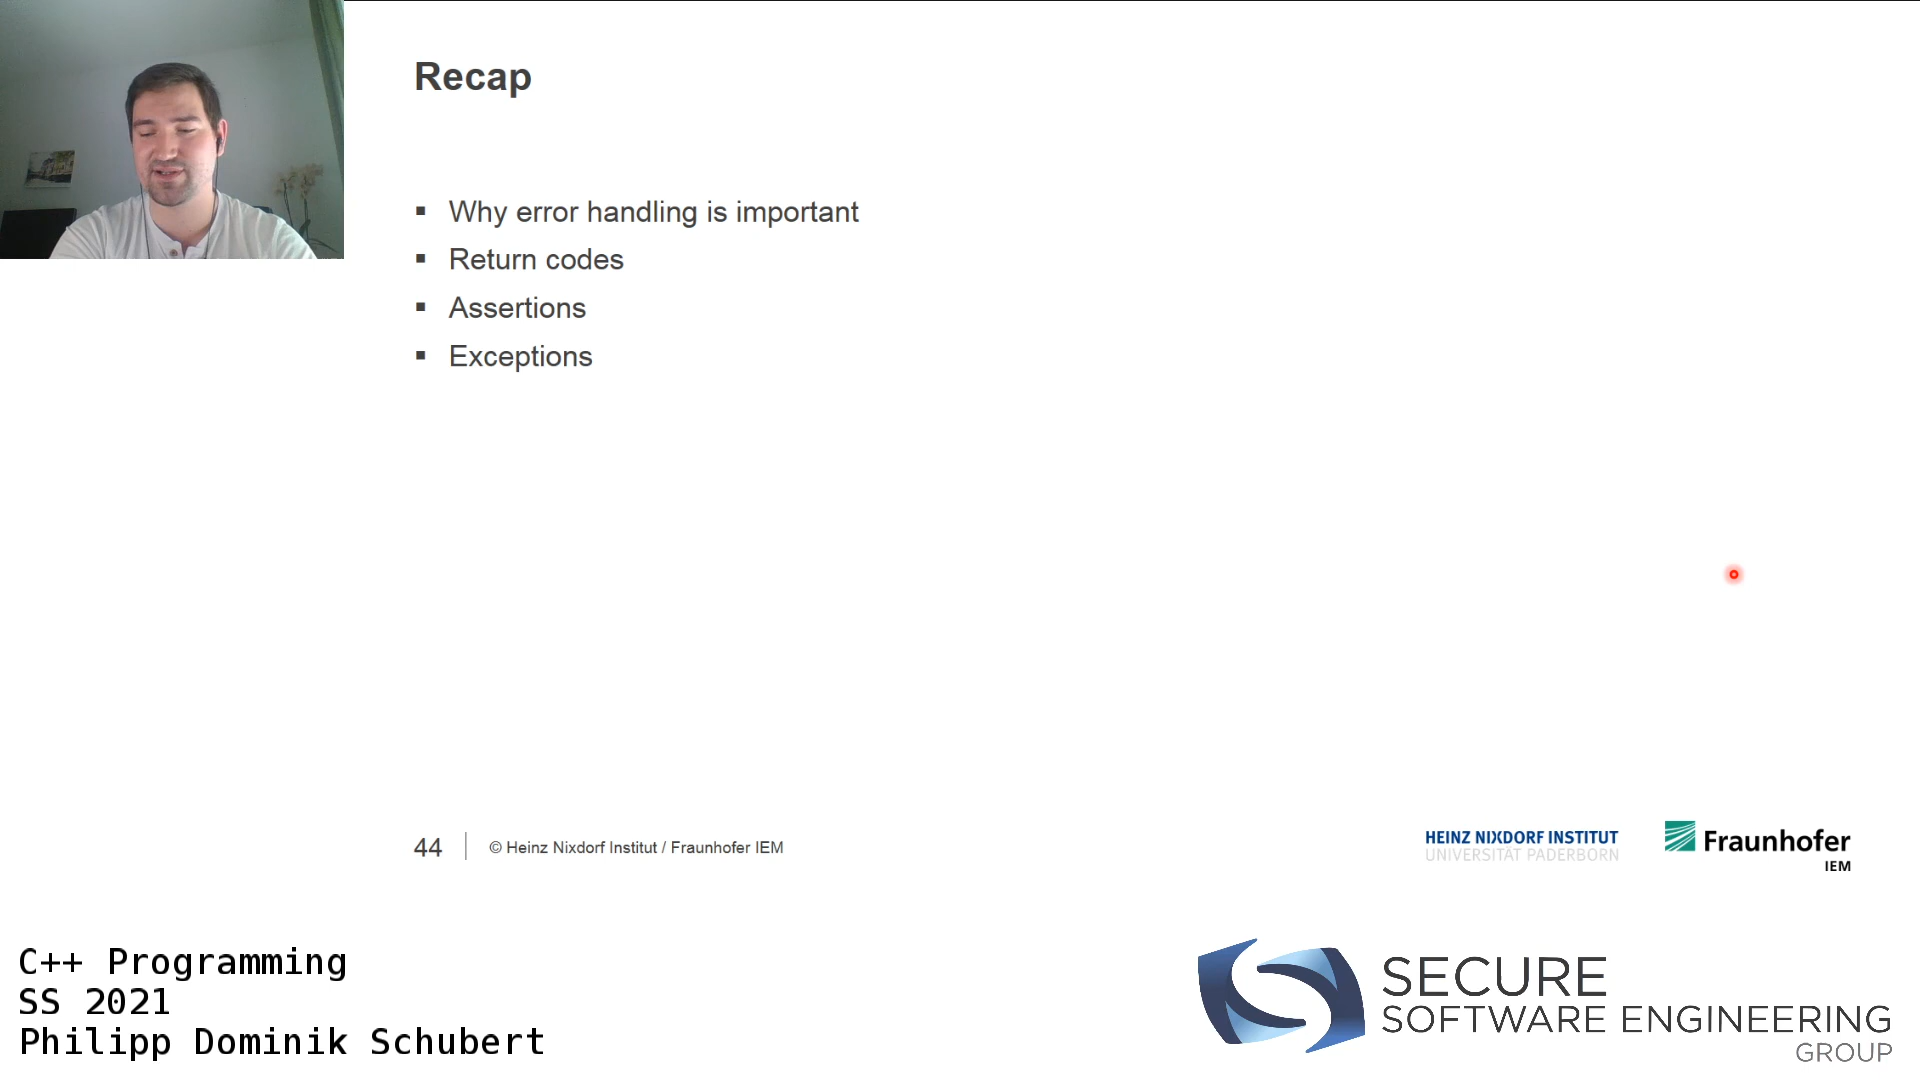 Recap
▪ Why error handling is important
▪ Return codes
▪ Assertions
▪ Exceptions
44
© Heinz Nixdorf Institut / Fraunhofer IEM
HEINZ NIXDORF INSTITUT
UNIVERSITÄT PADERBORN
Fraunhofer
IEM
C++ Programming
SS 2021
Philipp Dominik Schubert
SECURE
SOFTWARE ENGINEERING
GROUP